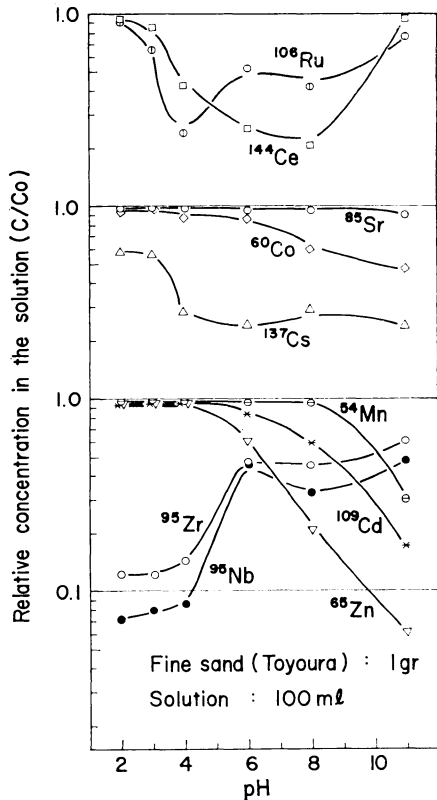 Relative concentration in the solution (C/Co)
1.0
¹⁰⁶Ru
¹⁴⁴Ce
1.0
⁸⁵Sr
⁶⁰Co
¹³⁷Cs
1.0
⁵⁴Mn
⁹⁵Zr
¹⁰⁹Cd
⁹⁵Nb
⁶⁵Zn
0.1
Fine sand (Toyoura) : 1gr
Solution : 100 mℓ
2 4 6 8 10
pH